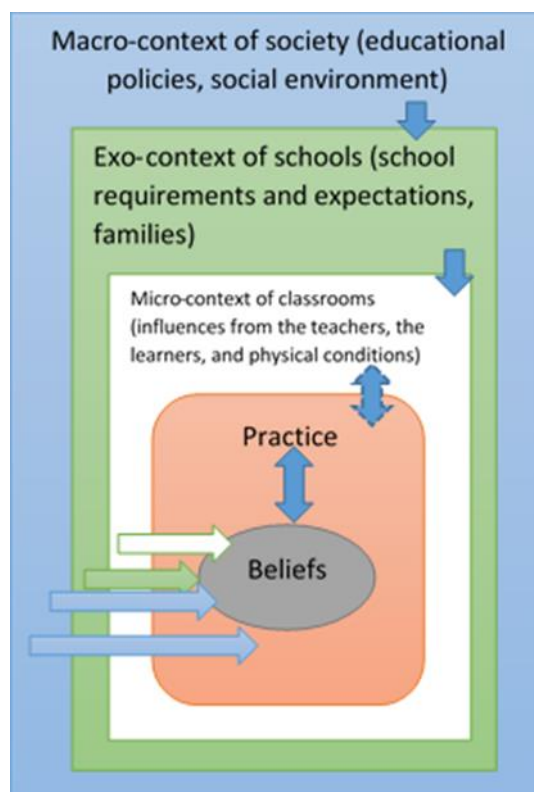 Macro-context of society (educational
policies, social environment)
Exo-context of schools (school
requirements and expectations,
families)
Micro-context of classrooms
(influences from the teachers, the
learners, and physical conditions)
Practice
Beliefs